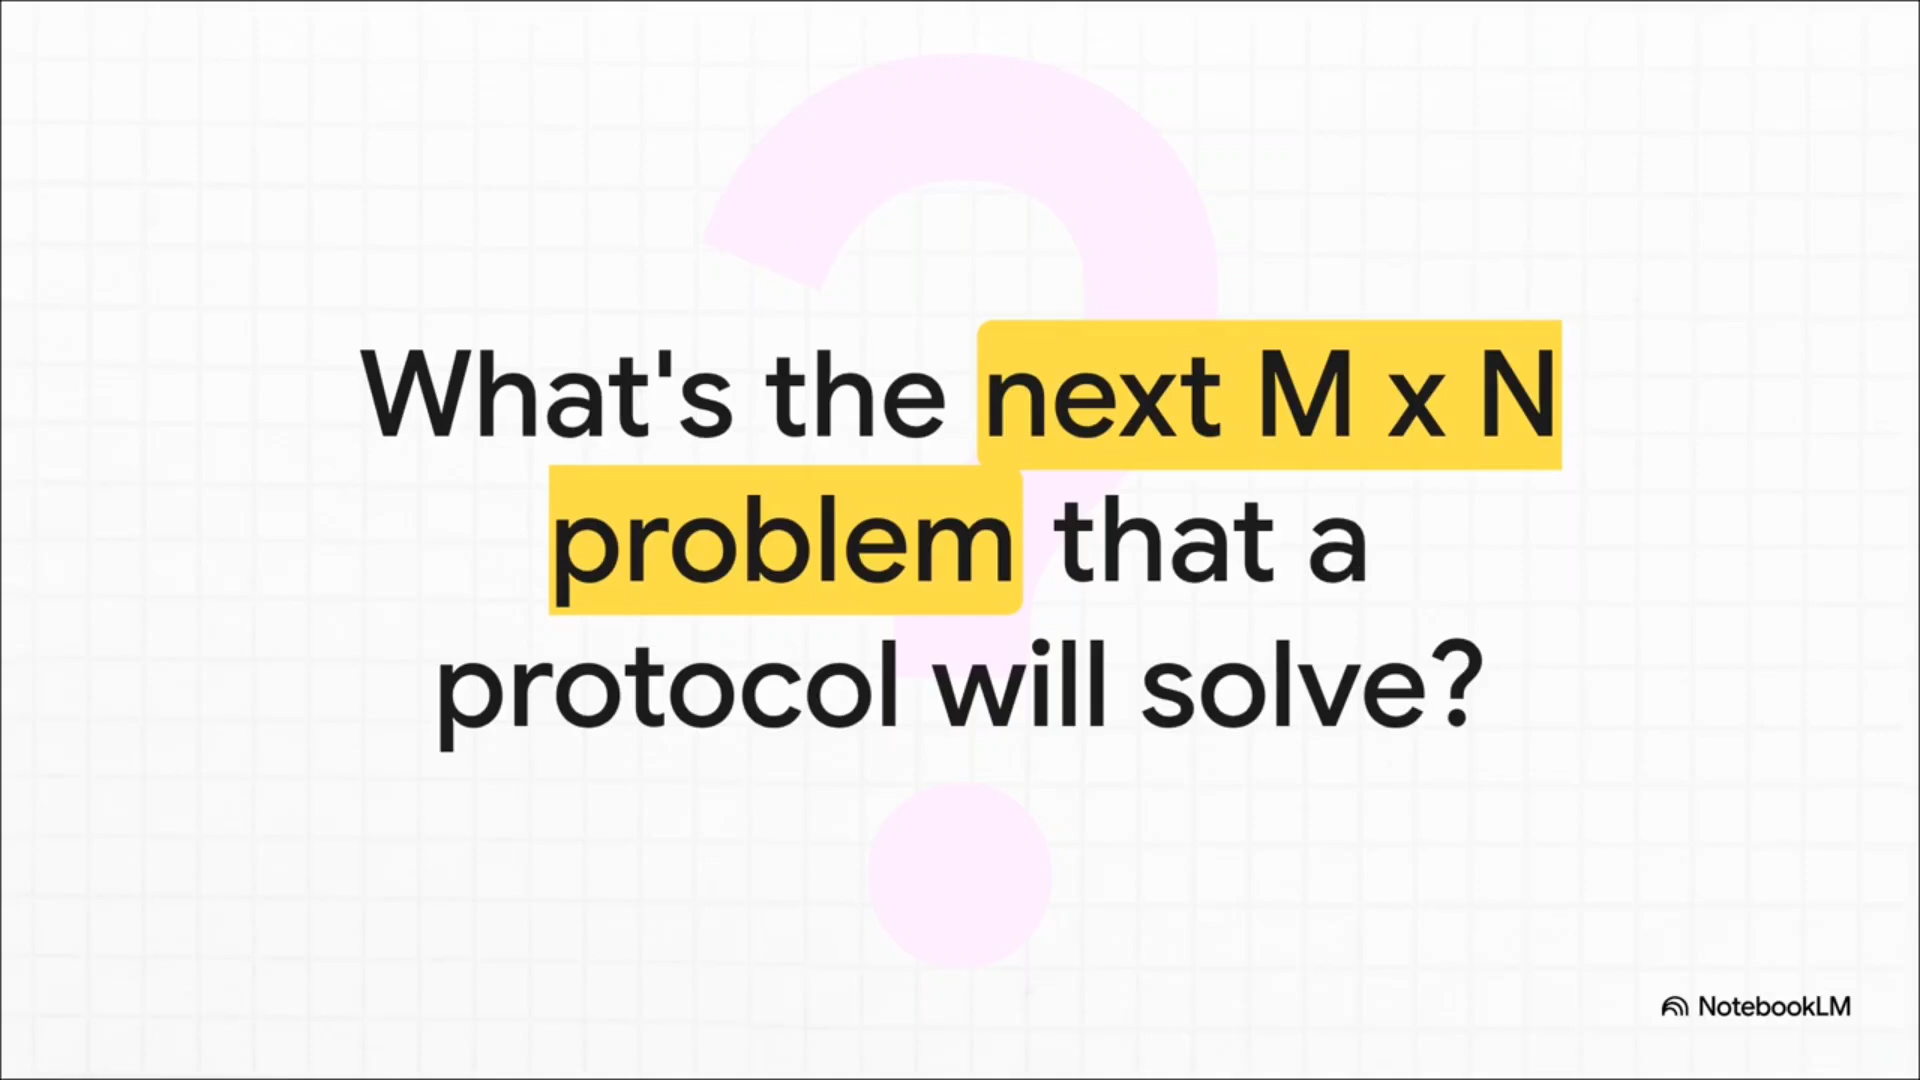 What's the next M x N
problem that a
protocol will solve?
NotebookLM